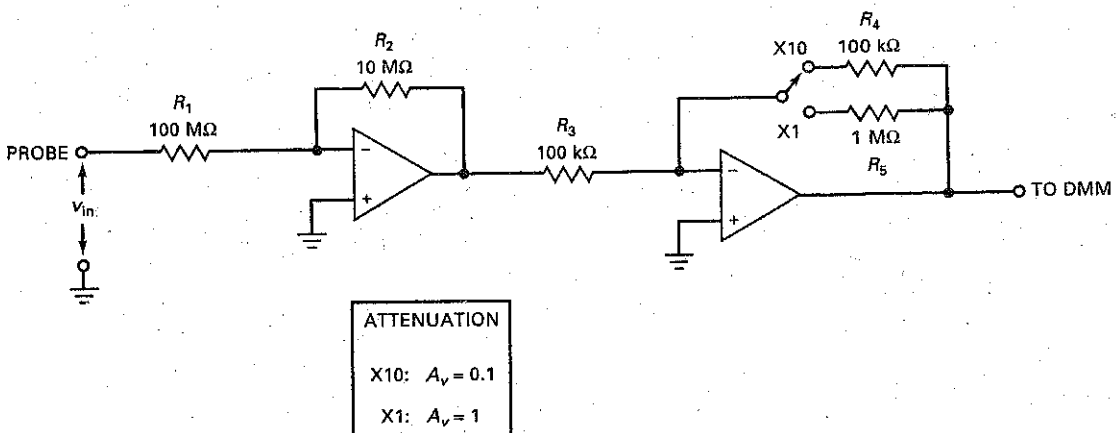 R₂
10 MΩ
R₁
100 MΩ
PROBE
vin
−
+
R₃
100 kΩ
X10
R₄
100 kΩ
X1
1 MΩ
R₅
−
+
TO DMM
ATTENUATION
X10: Aᵥ = 0.1
X1: Aᵥ = 1